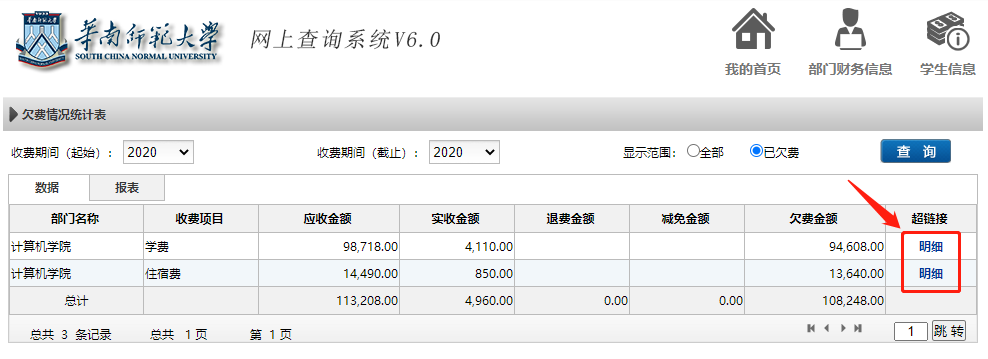 華南师範大學
SOUTH CHINA NORMAL UNIVERSITY
网上查询系统V6.0
我的首页 部门财务信息 学生信息
欠费情况统计表
收费期间（起始）： 2020 收费期间（截止）： 2020 显示范围： 全部 已欠费 查 询
数据 报表
部门名称 收费项目 应收金额 实收金额 退费金额 减免金额 欠费金额 超链接
计算机学院 学费 98,718.00 4,110.00 94,608.00 明细
计算机学院 住宿费 14,490.00 850.00 13,640.00 明细
总计 113,208.00 4,960.00 0.00 0.00 108,248.00
总共 3 条记录 总共 1 页 第 1 页 1 跳 转